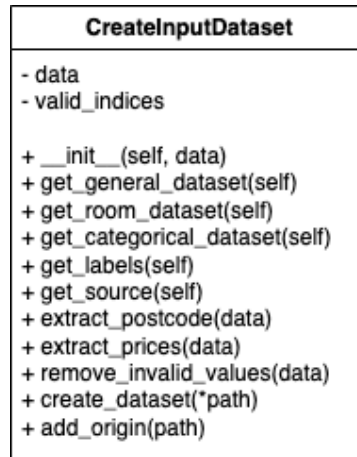 CreateInputDataset
- data
- valid_indices
+ __init__(self, data)
+ get_general_dataset(self)
+ get_room_dataset(self)
+ get_categorical_dataset(self)
+ get_labels(self)
+ get_source(self)
+ extract_postcode(data)
+ extract_prices(data)
+ remove_invalid_values(data)
+ create_dataset(*path)
+ add_origin(path)